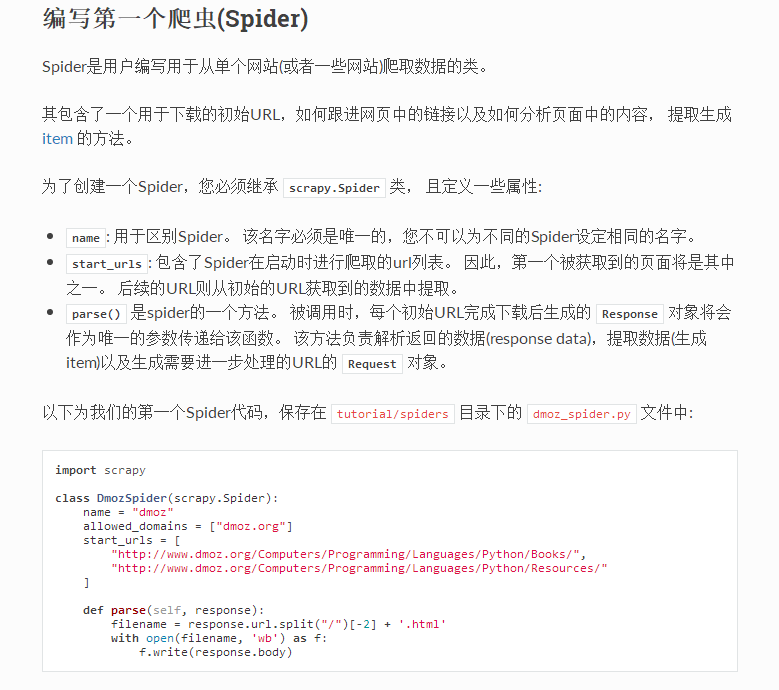 编写第一个爬虫(Spider)
Spider是用户编写用于从单个网站(或者一些网站)爬取数据的类。
其包含了一个用于下载的初始URL，如何跟进网页中的链接以及如何分析页面中的内容， 提取生成
item 的方法。
为了创建一个Spider，您必须继承 scrapy.Spider 类， 且定义一些属性:
• name: 用于区别Spider。 该名字必须是唯一的，您不可以为不同的Spider设定相同的名字。
• start_urls: 包含了Spider在启动时进行爬取的url列表。 因此，第一个被获取到的页面将是其中
之一。 后续的URL则从初始的URL获取到的数据中提取。
• parse() 是spider的一个方法。 被调用时，每个初始URL完成下载后生成的 Response 对象将会
作为唯一的参数传递给该函数。 该方法负责解析返回的数据(response data)，提取数据(生成
item)以及生成需要进一步处理的URL的 Request 对象。
以下为我们的第一个Spider代码，保存在 tutorial/spiders 目录下的 dmoz_spider.py 文件中:
import scrapy
class DmozSpider(scrapy.Spider):
    name = "dmoz"
    allowed_domains = ["dmoz.org"]
    start_urls = [
        "http://www.dmoz.org/Computers/Programming/Languages/Python/Books/",
        "http://www.dmoz.org/Computers/Programming/Languages/Python/Resources/"
    ]
    def parse(self, response):
        filename = response.url.split("/")[-2] + '.html'
        with open(filename, 'wb') as f:
            f.write(response.body)